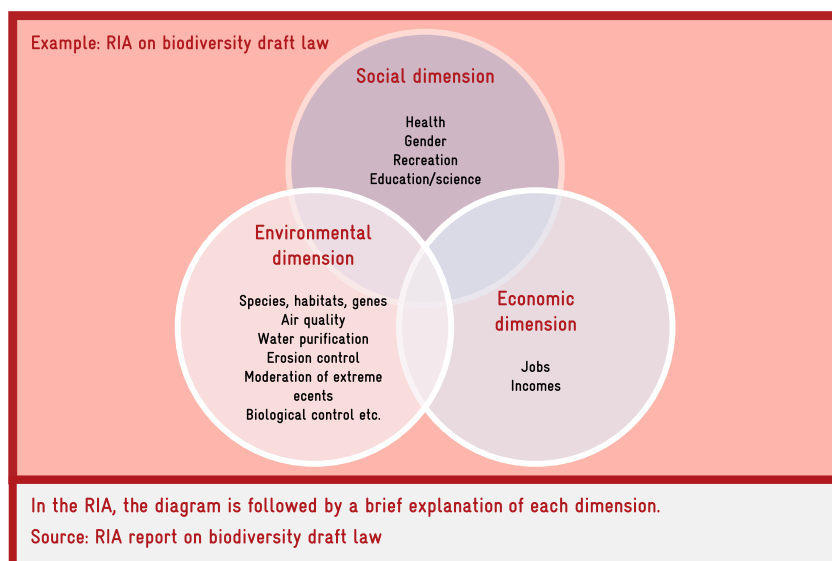 Example: RIA on biodiversity draft law
Social dimension
Health
Gender
Recreation
Education/science
Environmental
dimension
Species, habitats, genes
Air quality
Water purification
Erosion control
Moderation of extreme
ecents
Biological control etc.
Economic
dimension
Jobs
Incomes
In the RIA, the diagram is followed by a brief explanation of each dimension.
Source: RIA report on biodiversity draft law